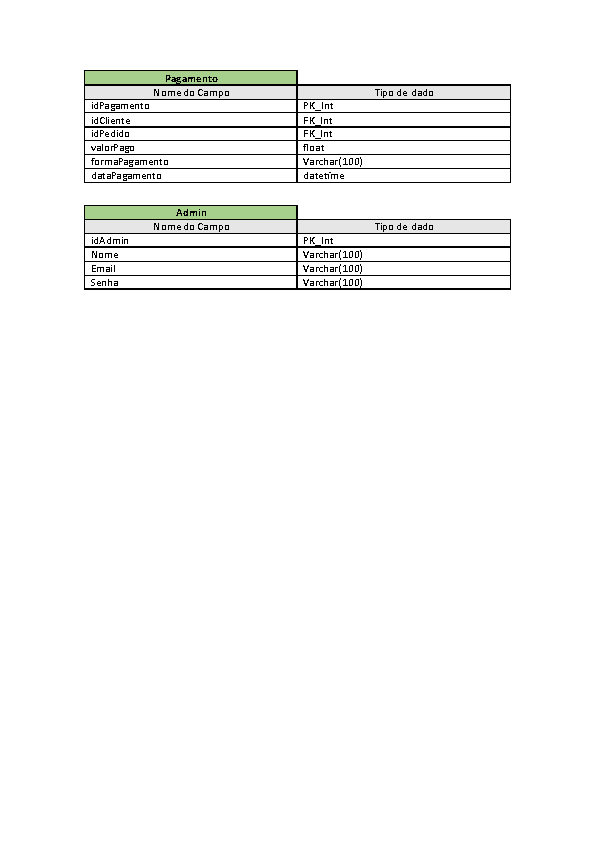 Pagamento
Nome do Campo Tipo de dado
idPagamento PK_Int
idCliente FK_Int
idPedido FK_Int
valorPago float
formaPagamento Varchar(100)
dataPagamento datetime
Admin
Nome do Campo Tipo de dado
idAdmin PK_Int
Nome Varchar(100)
Email Varchar(100)
Senha Varchar(100)